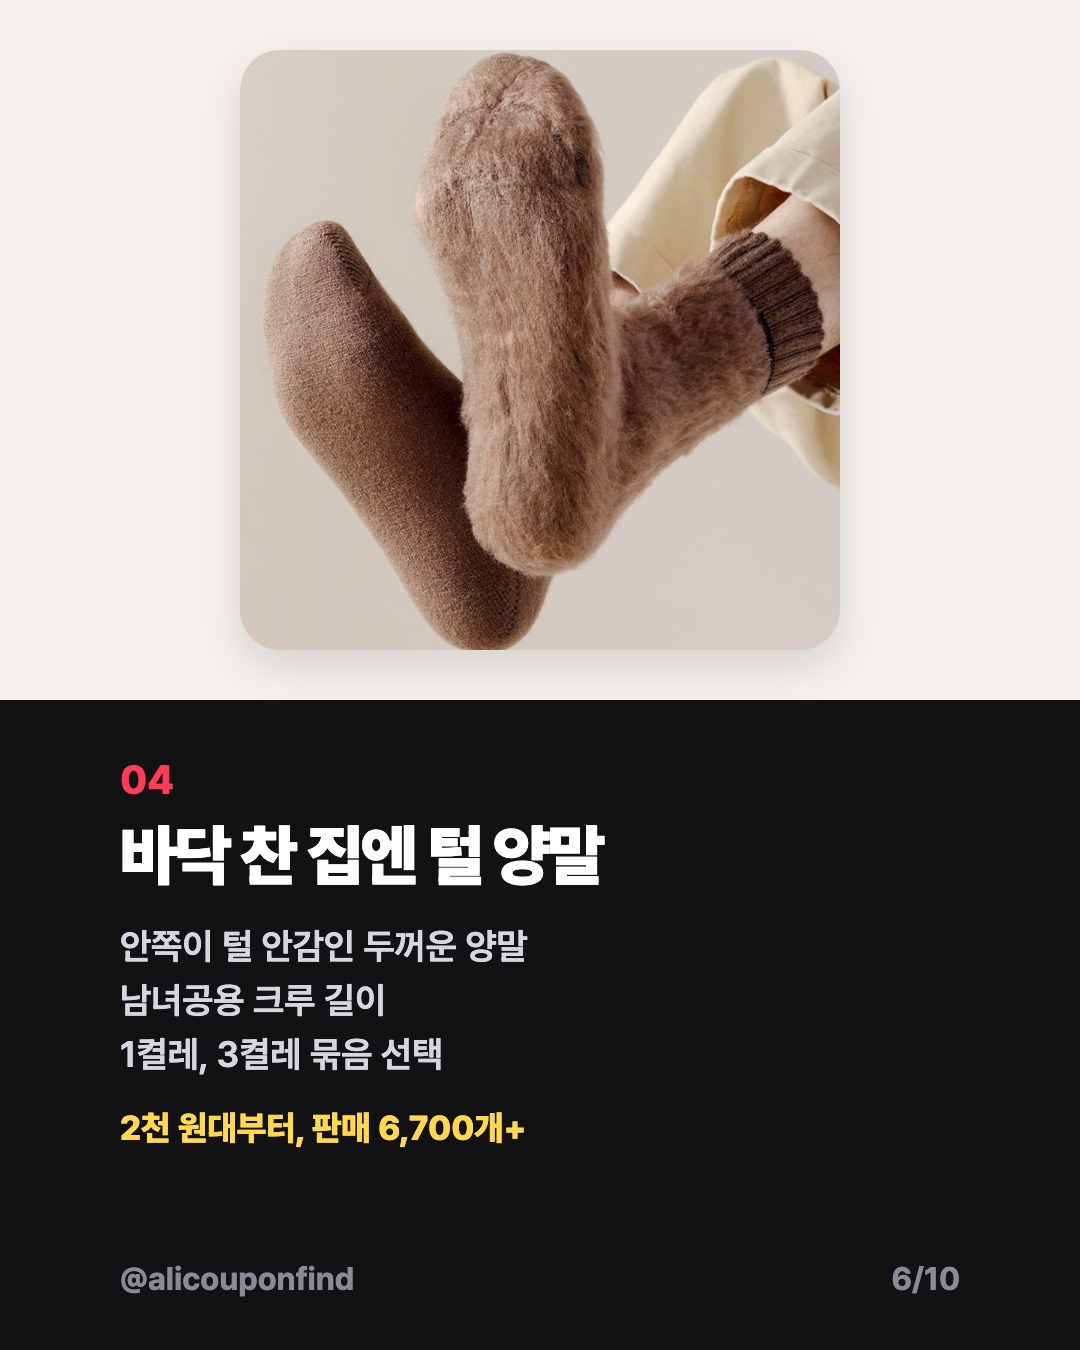 04
바닥 찬 집엔 털 양말
안쪽이 털 안감인 두꺼운 양말
남녀공용 크루 길이
1켤레, 3켤레 묶음 선택
2천 원대부터, 판매 6,700개+
@alicouponfind
6/10